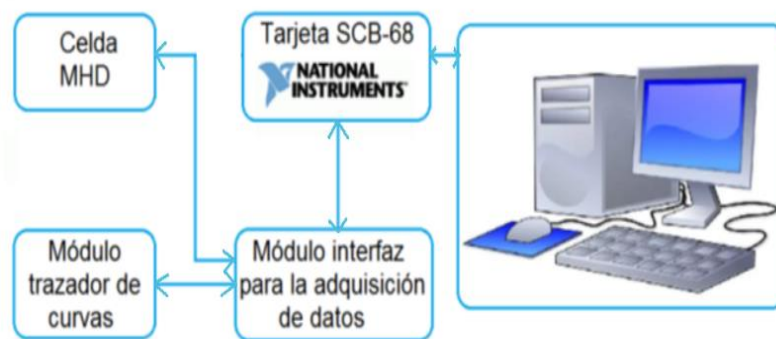 Celda
MHD
Tarjeta SCB-68
NATIONAL
INSTRUMENTS
Módulo
trazador de
curvas
Módulo interfaz
para la adquisición
de datos